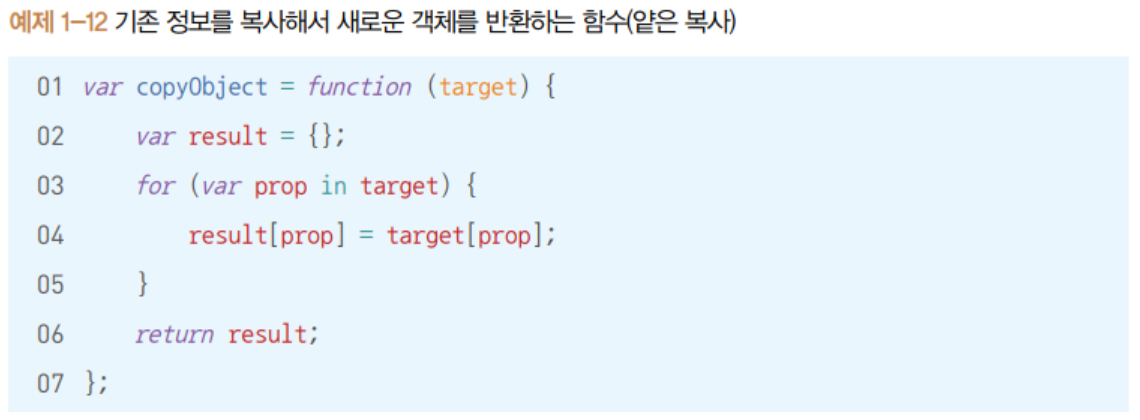 예제 1-12 기존 정보를 복사해서 새로운 객체를 반환하는 함수(얕은 복사)
01 var copyObject = function (target) {
02 var result = {};
03 for (var prop in target) {
04 result[prop] = target[prop];
05 }
06 return result;
07 };